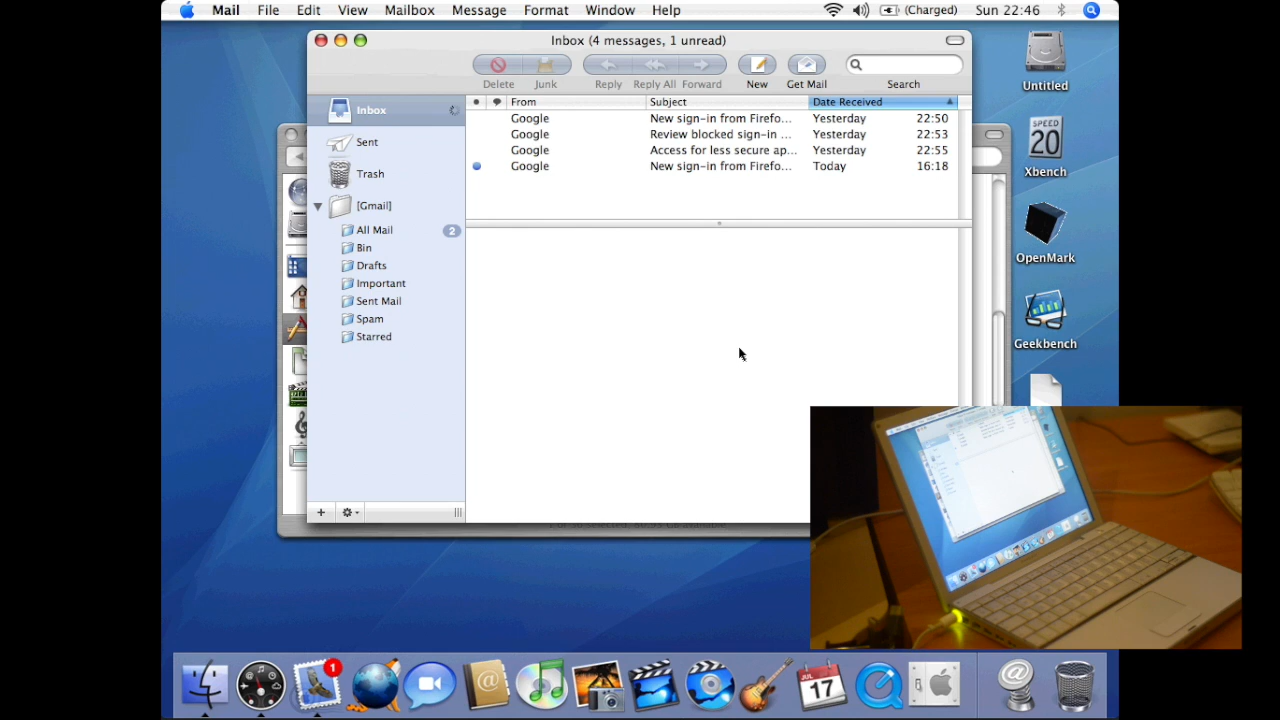 Mail File Edit View Mailbox Message Format Window Help (Charged) Sun 22:46
Inbox (4 messages, 1 unread)
Delete Junk Reply Reply All Forward New Get Mail Search
Inbox
Sent
Trash
[Gmail]
All Mail 2
Bin
Drafts
Important
Sent Mail
Spam
Starred
From Subject Date Received
Google New sign-in from Firefo... Yesterday 22:50
Google Review blocked sign-in ... Yesterday 22:53
Google Access for less secure ap... Yesterday 22:55
Google New sign-in from Firefo... Today 16:18
Untitled
SPEED
20
Xbench
OpenMark
Geekbench
1
JUL
17